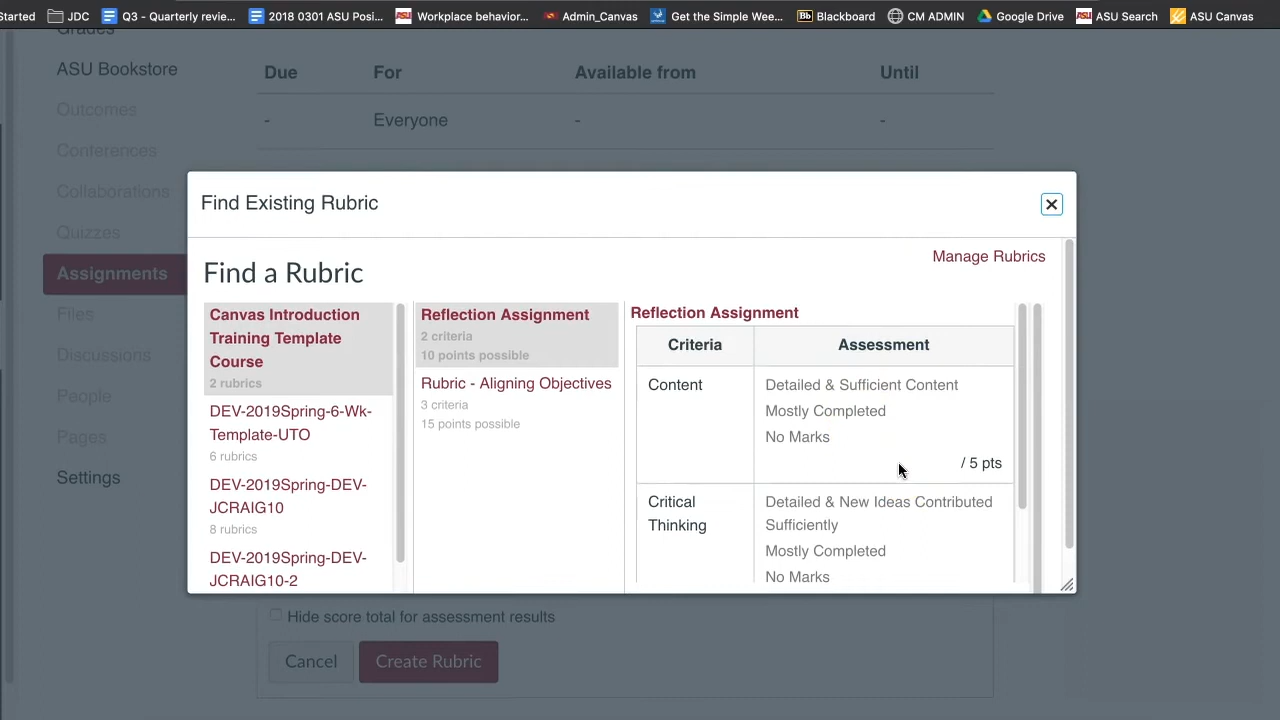 Started
JDC
Q3 - Quarterly revie...
2018 0301 ASU Posi...
ASU
Workplace behavior...
Admin_Canvas
Get the Simple Wee...
Bb
Blackboard
CM ADMIN
Google Drive
ASU
ASU Search
ASU Canvas
Grades
ASU Bookstore
Outcomes
Conferences
Collaborations
Quizzes
Assignments
Files
Discussions
People
Pages
Settings
Due For Available from Until
- Everyone - -
Find Existing Rubric
Manage Rubrics
Find a Rubric
Canvas Introduction
Training Template
Course
2 rubrics
DEV-2019Spring-6-Wk-
Template-UTO
6 rubrics
DEV-2019Spring-DEV-
JCRAIG10
8 rubrics
DEV-2019Spring-DEV-
JCRAIG10-2
Reflection Assignment
2 criteria
10 points possible
Rubric - Aligning Objectives
3 criteria
15 points possible
Reflection Assignment
Criteria Assessment
Content
Detailed & Sufficient Content
Mostly Completed
No Marks
/ 5 pts
Critical
Thinking
Detailed & New Ideas Contributed
Sufficiently
Mostly Completed
No Marks
Hide score total for assessment results
Cancel
Create Rubric